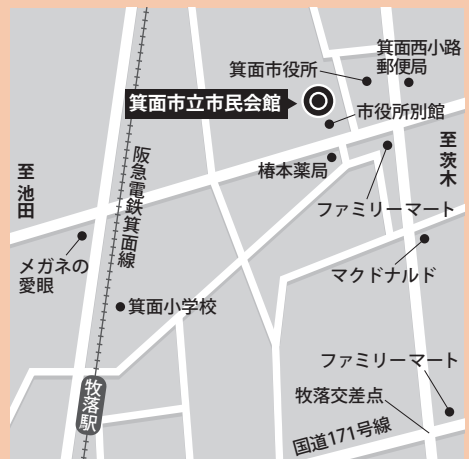 箕面西小路
郵便局
箕面市役所
箕面市立市民会館
市役所別館
椿本薬局
至茨木
ファミリーマート
至池田
阪急電鉄箕面線
メガネの
愛眼
マクドナルド
箕面小学校
ファミリーマート
牧落駅
牧落交差点
国道171号線